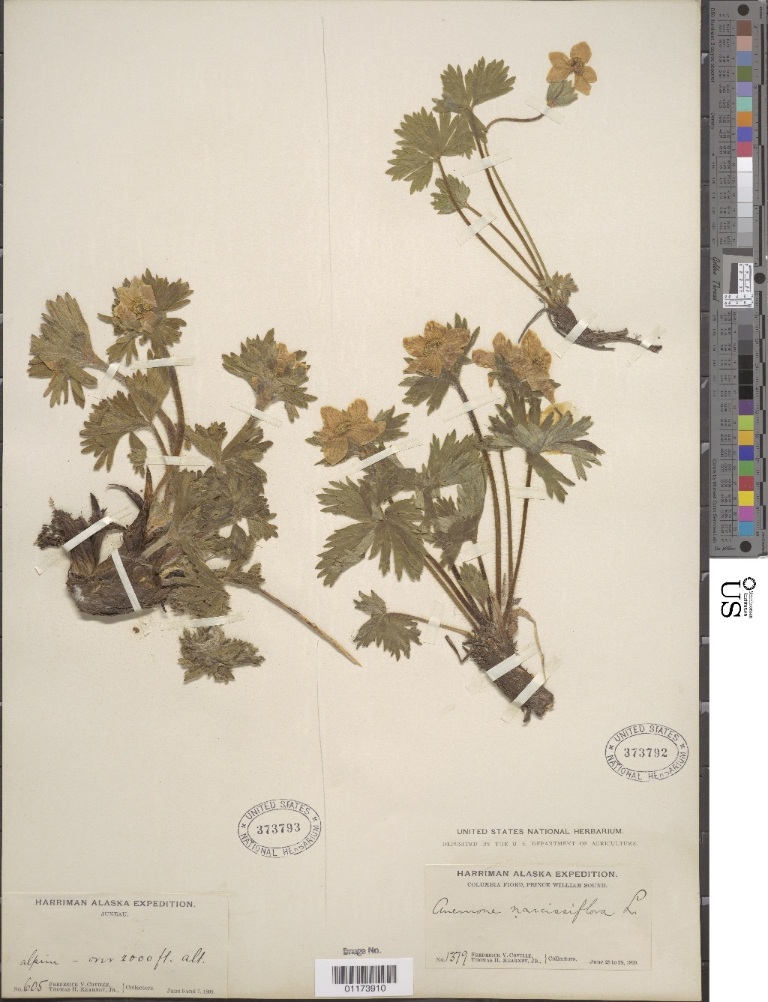 UNITED STATES
373792
NATIONAL HERBARIUM
UNITED STATES
373793
NATIONAL HERBARIUM
UNITED STATES NATIONAL HERBARIUM.
DEPOSITED BY THE U. S. DEPARTMENT OF AGRICULTURE.
HARRIMAN ALASKA EXPEDITION.
COLUMBIA FIORD, PRINCE WILLIAM SOUND.
Anemone narcissiflora L.
No. 1379 FREDERICK V. COVILLE, THOMAS H. KEARNEY, JR., Collectors.
HARRIMAN ALASKA EXPEDITION.
JUNEAU.
alpine – over 2000 ft. alt.
No. 605 FREDERICK V. COVILLE, THOMAS H. KEARNEY, JR., Collectors.
Image No.
01173910
US